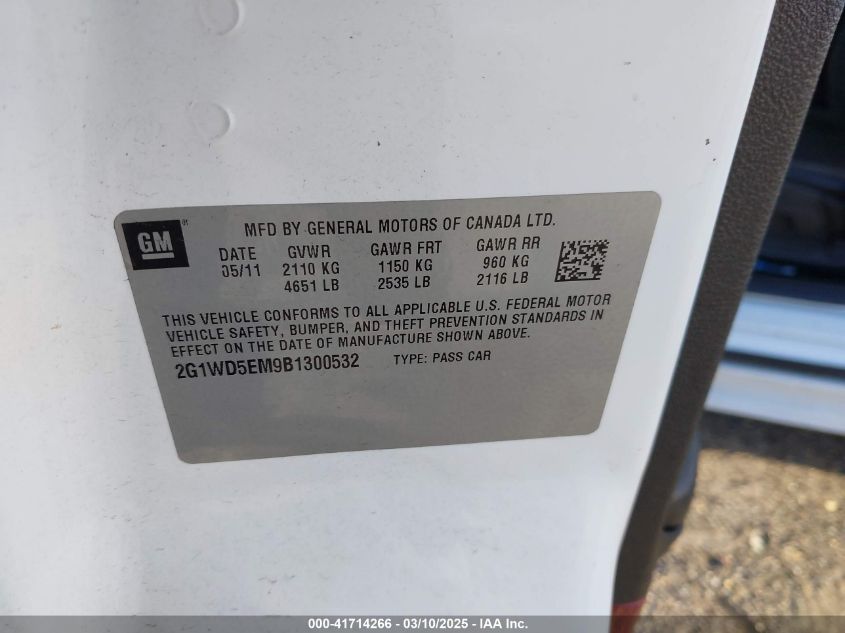 GM
MFD BY GENERAL MOTORS OF CANADA LTD.
DATE GVWR GAWR FRT GAWR RR
05/11 2110 KG 1150 KG 960 KG
4651 LB 2535 LB 2116 LB
THIS VEHICLE CONFORMS TO ALL APPLICABLE U.S. FEDERAL MOTOR
VEHICLE SAFETY, BUMPER, AND THEFT PREVENTION STANDARDS IN
EFFECT ON THE DATE OF MANUFACTURE SHOWN ABOVE.
2G1WD5EM9B1300532 TYPE: PASS CAR
000-41714266 - 03/10/2025 - IAA Inc.